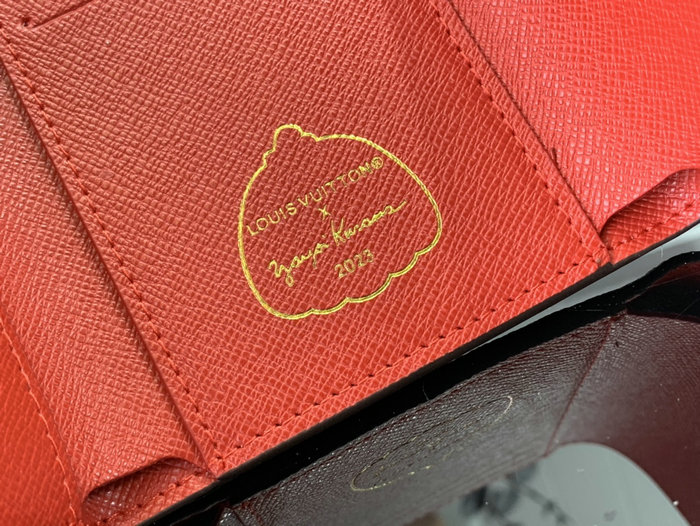 LOUIS VUITTON®
X
Yayoi Kusama
2023